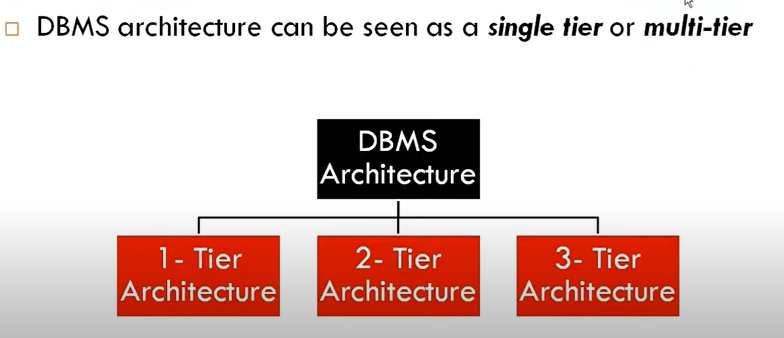 DBMS architecture can be seen as a single tier or multi-tier
DBMS
Architecture
1- Tier
Architecture
2- Tier
Architecture
3- Tier
Architecture